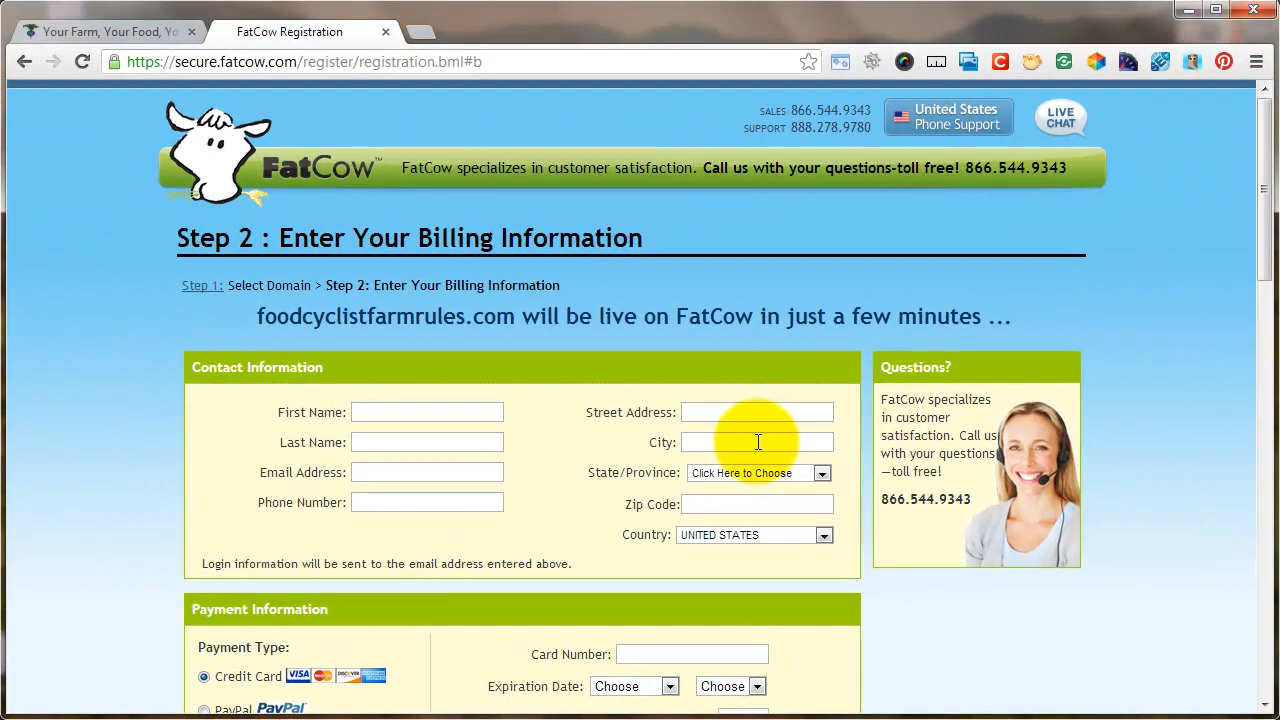 Your Farm, Your Food, Yo
FatCow Registration
https://secure.fatcow.com/register/registration.bml#b
SALES 866.544.9343
SUPPORT 888.278.9780
United States
Phone Support
LIVE
CHAT
FatCow™
FatCow specializes in customer satisfaction. Call us with your questions-toll free! 866.544.9343
Step 2 : Enter Your Billing Information
Step 1: Select Domain > Step 2: Enter Your Billing Information
foodcyclistfarmrules.com will be live on FatCow in just a few minutes ...
Contact Information
First Name:
Last Name:
Email Address:
Phone Number:
Street Address:
City:
State/Province: Click Here to Choose
Zip Code:
Country: UNITED STATES
Login information will be sent to the email address entered above.
Questions?
FatCow specializes
in customer
satisfaction. Call us
with your questions
—toll free!
866.544.9343
Payment Information
Payment Type:
Credit Card VISA DISCOVER
PayPal PayPal
Card Number:
Expiration Date: Choose Choose